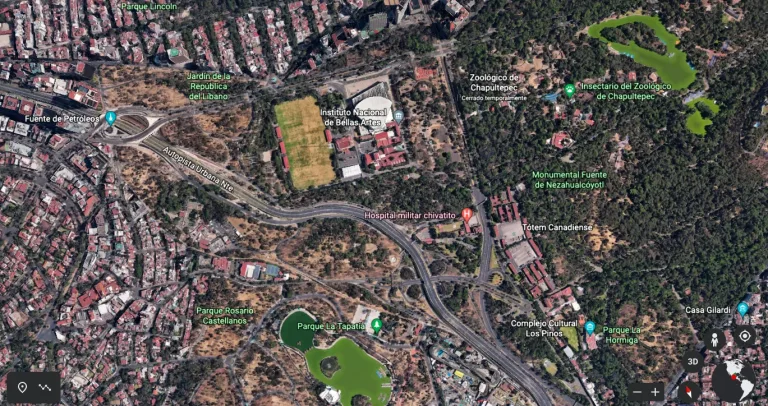 Parque Lincoln
Jardín de la
Republica
del Libano
Fuente de Petróleos
Zoológico de
Chapultepec
Cerrado temporalmente
Insectario del Zoológico
de Chapultepec
Instituto Nacional
de Bellas Artes
Autopista Urbana Nte
Monumental Fuente
de Nezahualcóyotl
Hospital militar chivatito
Tótem Canadiense
Parque Rosario
Castellanos
Parque La Tapatía
Complejo Cultural
Los Pinos
Parque La
Hormiga
Casa Gilardi
3D